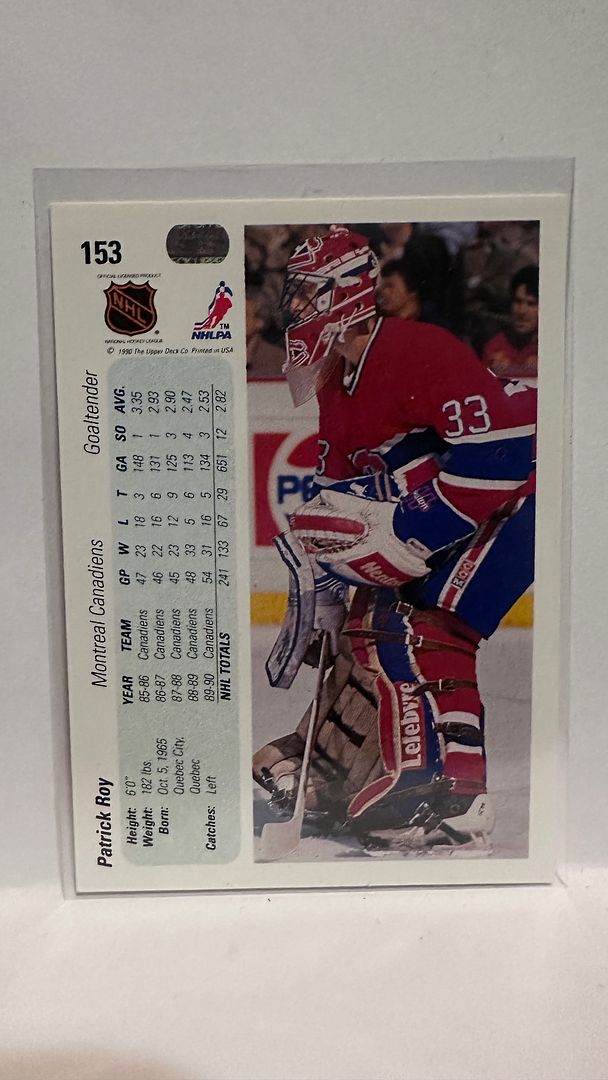 153
OFFICIAL LICENSED PRODUCT
NHL
NATIONAL HOCKEY LEAGUE
NHLPA
TM
© 1990 The Upper Deck Co. Printed in USA
Patrick Roy Montreal Canadiens Goaltender
Height: 6'0"
Weight: 182 lbs.
Born: Oct 5, 1965
Quebec City,
Quebec
Catches: Left
YEAR TEAM GP W L T GA SO AVG.
85-86 Canadiens 47 23 18 3 148 1 3.35
86-87 Canadiens 46 22 16 6 131 1 2.93
87-88 Canadiens 45 23 12 9 125 3 2.90
88-89 Canadiens 48 33 5 6 113 4 2.47
89-90 Canadiens 54 31 16 5 134 3 2.53
NHL TOTALS 241 133 67 29 651 12 2.82
33
3
PE
Lefebvre